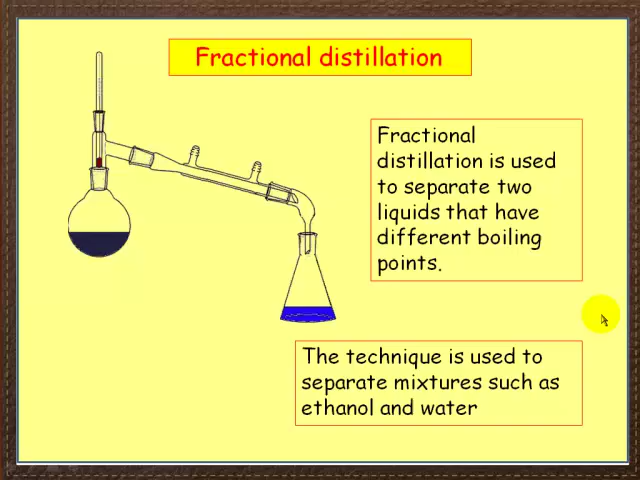 Fractional distillation
Fractional
distillation is used
to separate two
liquids that have
different boiling
points.
The technique is used to
separate mixtures such as
ethanol and water